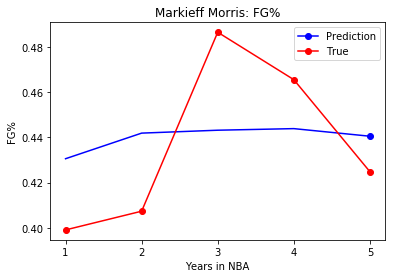 Markieff Morris: FG%
Prediction
True
FG%
0.48
0.46
0.44
0.42
0.40
1 2 3 4 5
Years in NBA